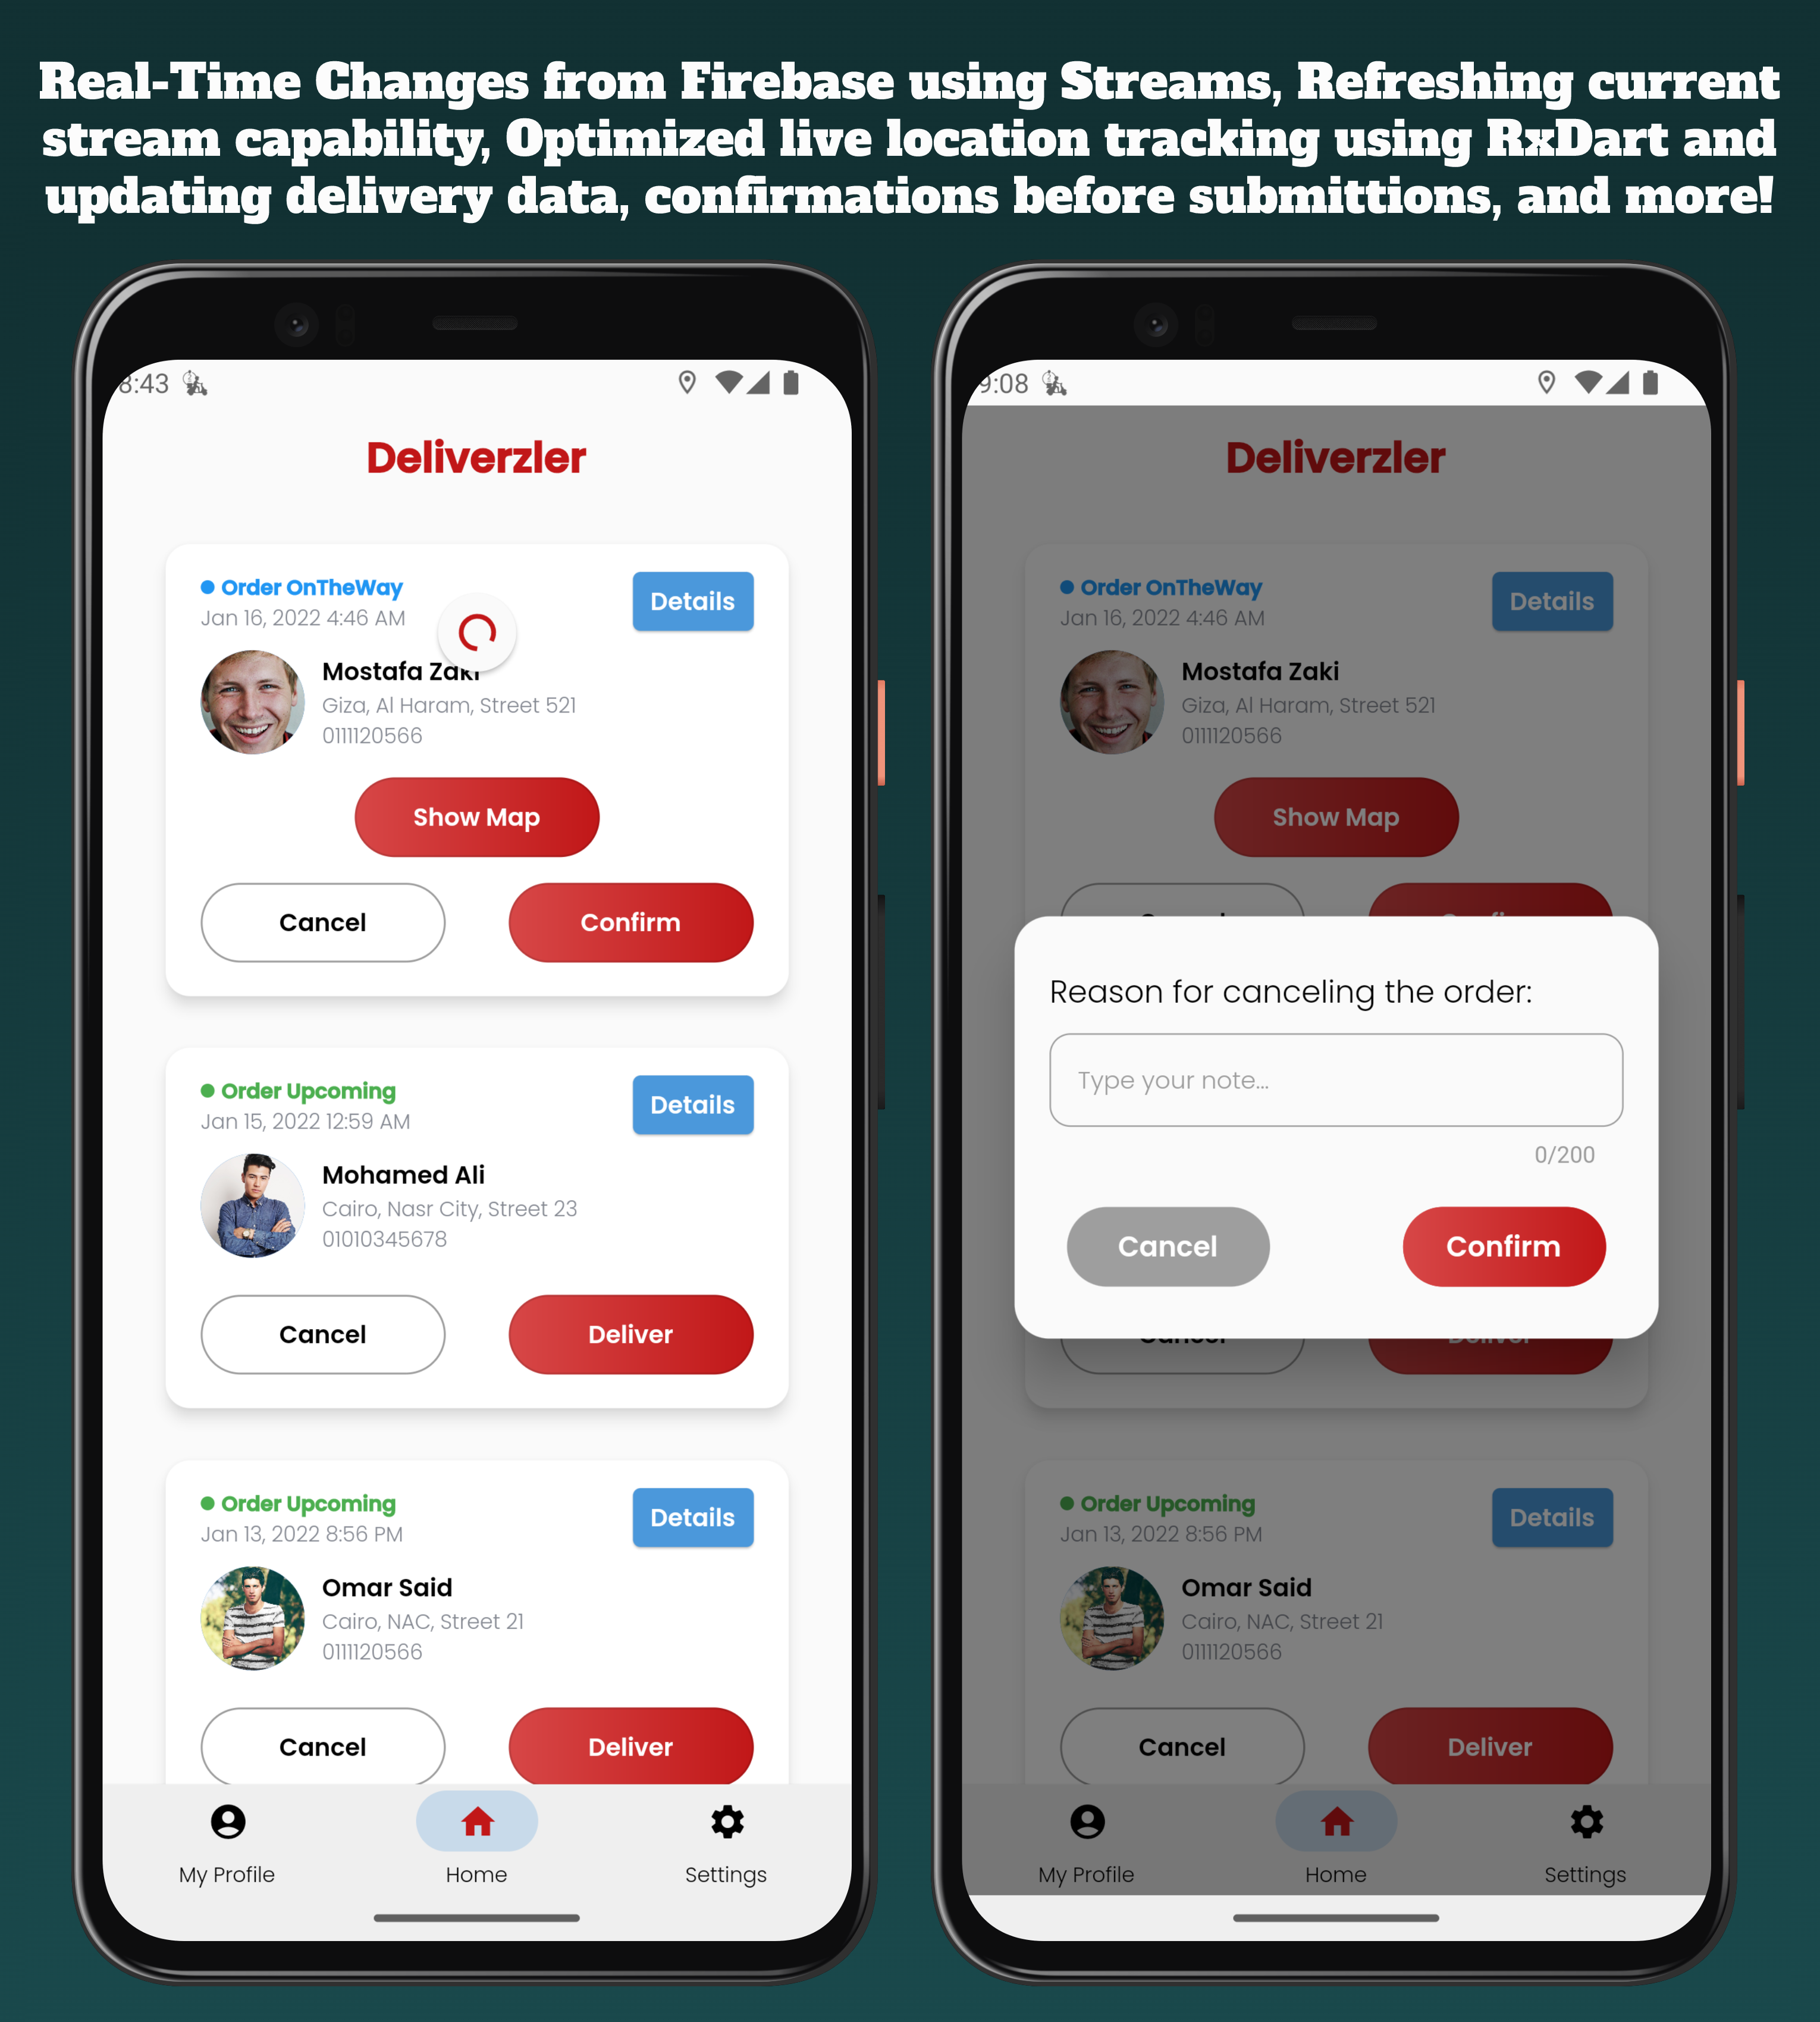 Real-Time Changes from Firebase using Streams, Refreshing current
stream capability, Optimized live location tracking using RxDart and
updating delivery data, confirmations before submittions, and more!
8:43
Deliverzler
Order OnTheWay
Details
Jan 16, 2022 4:46 AM
Mostafa Zaki
Giza, Al Haram, Street 521
0111120566
Show Map
Cancel
Confirm
Order Upcoming
Details
Jan 15, 2022 12:59 AM
Mohamed Ali
Cairo, Nasr City, Street 23
01010345678
Cancel
Deliver
Order Upcoming
Details
Jan 13, 2022 8:56 PM
Omar Said
Cairo, NAC, Street 21
0111120566
Cancel
Deliver
My Profile
Home
Settings
9:08
Deliverzler
Order OnTheWay
Details
Jan 16, 2022 4:46 AM
Mostafa Zaki
Giza, Al Haram, Street 521
0111120566
Show Map
Cancel
Confirm
Reason for canceling the order:
Type your note...
0/200
Cancel
Confirm
Cancel
Deliver
Order Upcoming
Details
Jan 13, 2022 8:56 PM
Omar Said
Cairo, NAC, Street 21
0111120566
Cancel
Deliver
My Profile
Home
Settings